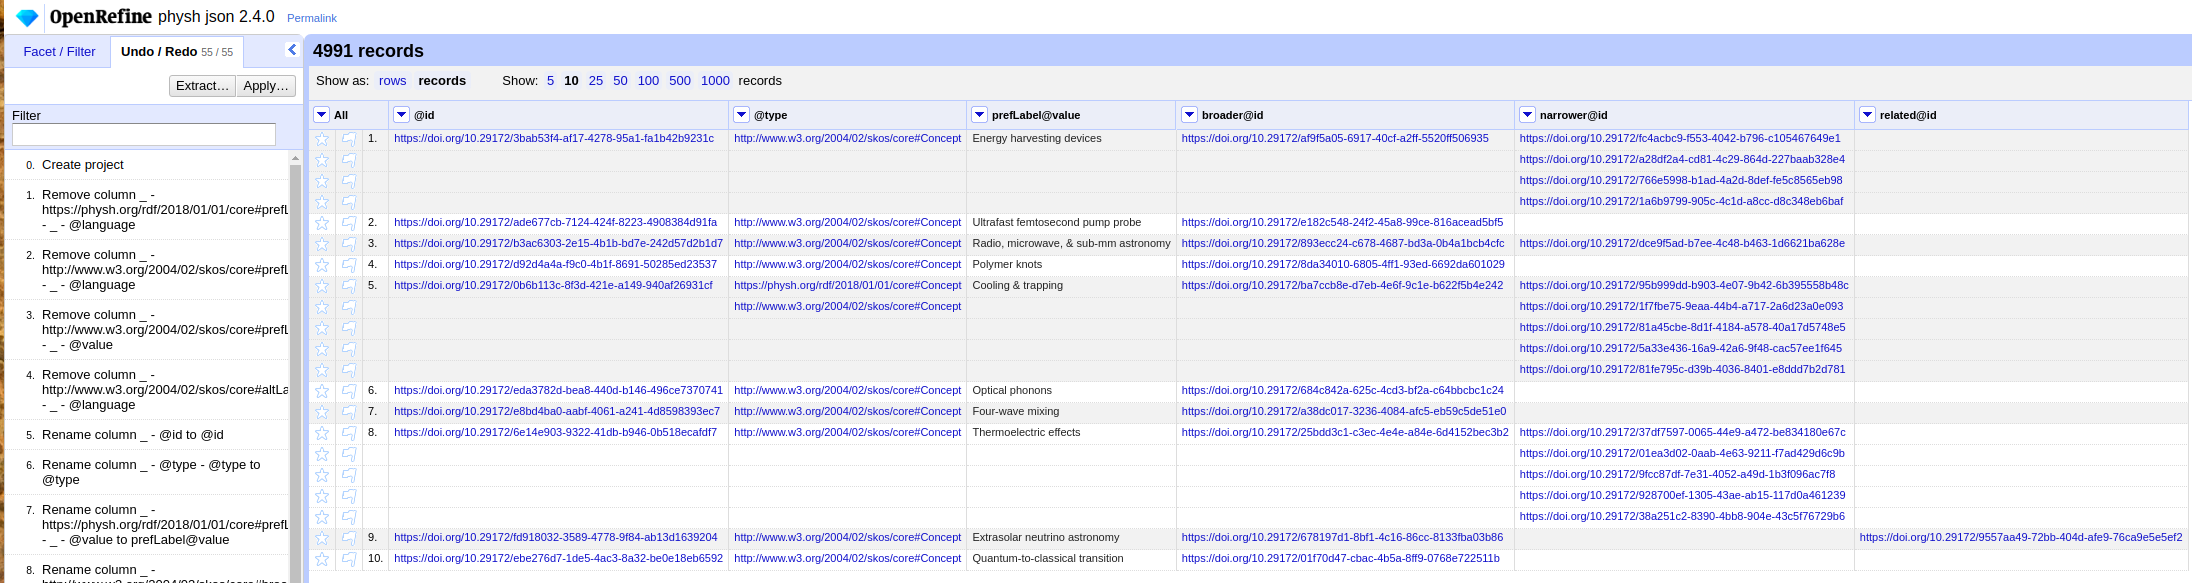 OpenRefine physh json 2.4.0 Permalink
Facet / Filter Undo / Redo 55 / 55
4991 records
Extract... Apply...
Show as: rows records Show: 5 10 25 50 100 500 1000 records
Filter
0. Create project
1. Remove column _ -
https://physh.org/rdf/2018/01/01/core#prefL
- _ - @language
2. Remove column _ -
http://www.w3.org/2004/02/skos/core#prefL
- _ - @language
3. Remove column _ -
http://www.w3.org/2004/02/skos/core#prefL
- _ - @value
4. Remove column _ -
http://www.w3.org/2004/02/skos/core#altLa
- _ - @language
5. Rename column _ - @id to @id
6. Rename column _ - @type - @type to
@type
7. Rename column _ -
https://physh.org/rdf/2018/01/01/core#prefL
- _ - @value to prefLabel@value
8. Rename column _ -
All @id @type prefLabel@value broader@id narrower@id related@id
1. https://doi.org/10.29172/3bab53f4-af17-4278-95a1-fa1b42b9231c http://www.w3.org/2004/02/skos/core#Concept Energy harvesting devices https://doi.org/10.29172/af9f5a05-6917-40cf-a2ff-5520ff506935 https://doi.org/10.29172/fc4acbc9-f553-4042-b796-c105467649e1
https://doi.org/10.29172/a28df2a4-cd81-4c29-864d-227baab328e4
https://doi.org/10.29172/766e5998-b1ad-4a2d-8def-fe5c8565eb98
https://doi.org/10.29172/1a6b9799-905c-4c1d-a8cc-d8c348eb6baf
2. https://doi.org/10.29172/ade677cb-7124-424f-8223-4908384d91fa http://www.w3.org/2004/02/skos/core#Concept Ultrafast femtosecond pump probe https://doi.org/10.29172/e182c548-24f2-45a8-99ce-816acead5bf5
3. https://doi.org/10.29172/b3ac6303-2e15-4b1b-bd7e-242d57d2b1d7 http://www.w3.org/2004/02/skos/core#Concept Radio, microwave, & sub-mm astronomy https://doi.org/10.29172/893ecc24-c678-4687-bd3a-0b4a1bcb4cfc https://doi.org/10.29172/dce9f5ad-b7ee-4c48-b463-1d6621ba628e
4. https://doi.org/10.29172/d92d4a4a-f9c0-4b1f-8691-50285ed23537 http://www.w3.org/2004/02/skos/core#Concept Polymer knots https://doi.org/10.29172/8da34010-6805-4ff1-93ed-6692da601029
5. https://doi.org/10.29172/0b6b113c-8f3d-421e-a149-940af26931cf https://physh.org/rdf/2018/01/01/core#Concept Cooling & trapping https://doi.org/10.29172/ba7ccb8e-d7eb-4e6f-9c1e-b622f5b4e242 https://doi.org/10.29172/95b999dd-b903-4e07-9b42-6b395558b48c
http://www.w3.org/2004/02/skos/core#Concept https://doi.org/10.29172/1f7fbe75-9eaa-44b4-a717-2a6d23a0e093
https://doi.org/10.29172/81a45cbe-8d1f-4184-a578-40a17d5748e5
https://doi.org/10.29172/5a33e436-16a9-42a6-9f48-cac57ee1f645
https://doi.org/10.29172/81fe795c-d39b-4036-8401-e8ddd7b2d781
6. https://doi.org/10.29172/eda3782d-bea8-440d-b146-496ce7370741 http://www.w3.org/2004/02/skos/core#Concept Optical phonons https://doi.org/10.29172/684c842a-625c-4cd3-bf2a-c64bbcbc1c24
7. https://doi.org/10.29172/e8bd4ba0-aabf-4061-a241-4d8598393ec7 http://www.w3.org/2004/02/skos/core#Concept Four-wave mixing https://doi.org/10.29172/a38dc017-3236-4084-afc5-eb59c5de51e0
8. https://doi.org/10.29172/6e14e903-9322-41db-b946-0b518ecafdf7 http://www.w3.org/2004/02/skos/core#Concept Thermoelectric effects https://doi.org/10.29172/25bdd3c1-c3ec-4e4e-a84e-6d4152bec3b2 https://doi.org/10.29172/37df7597-0065-44e9-a472-be834180e67c
https://doi.org/10.29172/01ea3d02-0aab-4e63-9211-f7ad429d6c9b
https://doi.org/10.29172/9fcc87df-7e31-4052-a49d-1b3f096ac7f8
https://doi.org/10.29172/928700ef-1305-43ae-ab15-117d0a461239
https://doi.org/10.29172/38a251c2-8390-4bb8-904e-43c5f76729b6
9. https://doi.org/10.29172/fd918032-3589-4778-9f84-ab13d1639204 http://www.w3.org/2004/02/skos/core#Concept Extrasolar neutrino astronomy https://doi.org/10.29172/678197d1-8bf1-4c16-86cc-8133fba03b86 https://doi.org/10.29172/9557aa49-72bb-404d-afe9-76ca9e5e5ef2
10. https://doi.org/10.29172/ebe276d7-1de5-4ac3-8a32-be0e18eb6592 http://www.w3.org/2004/02/skos/core#Concept Quantum-to-classical transition https://doi.org/10.29172/01f70d47-cbac-4b5a-8ff9-0768e722511b